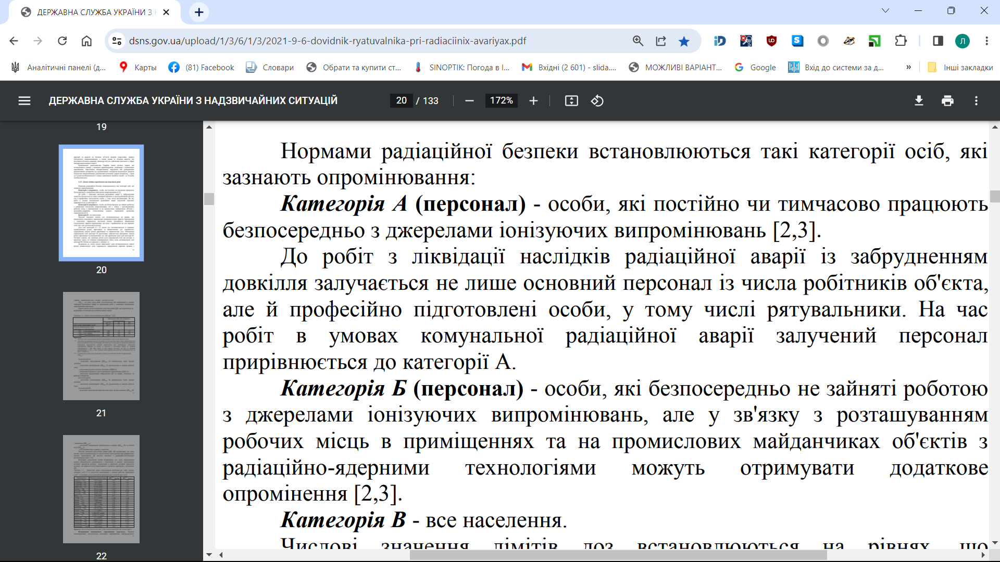 ДЕРЖАВНА СЛУЖБА УКРАЇНИ З
dsns.gov.ua/upload/1/3/6/1/3/2021-9-6-dovidnik-ryatuvalnika-pri-radiaciinix-avariyax.pdf
Аналітичні панелі (д...
Карты
(81) Facebook
Словари
Обрати та купити ст...
SINOPTIK: Погода в І...
Вхідні (2 601) - slida....
МОЖЛИВІ ВАРІАНТ...
Google
Вхід до системи за д...
»
Інші закладки
ДЕРЖАВНА СЛУЖБА УКРАЇНИ З НАДЗВИЧАЙНИХ СИТУАЦІЙ
20 / 133
172%
19
20
21
22
Нормами радіаційної безпеки встановлюються такі категорії осіб, які
зазнають опромінювання:
Категорія А (персонал) - особи, які постійно чи тимчасово працюють
безпосередньо з джерелами іонізуючих випромінювань [2,3].
До робіт з ліквідації наслідків радіаційної аварії із забрудненням
довкілля залучається не лише основний персонал із числа робітників об'єкта,
але й професійно підготовлені особи, у тому числі рятувальники. На час
робіт в умовах комунальної радіаційної аварії залучений персонал
прирівнюється до категорії А.
Категорія Б (персонал) - особи, які безпосередньо не зайняті роботою
з джерелами іонізуючих випромінювань, але у зв'язку з розташуванням
робочих місць в приміщеннях та на промислових майданчиках об'єктів з
радіаційно-ядерними технологіями можуть отримувати додаткове
опромінення [2,3].
Категорія В - все населення.
Числові значення лімітів доз встановлюються на рівнях, що